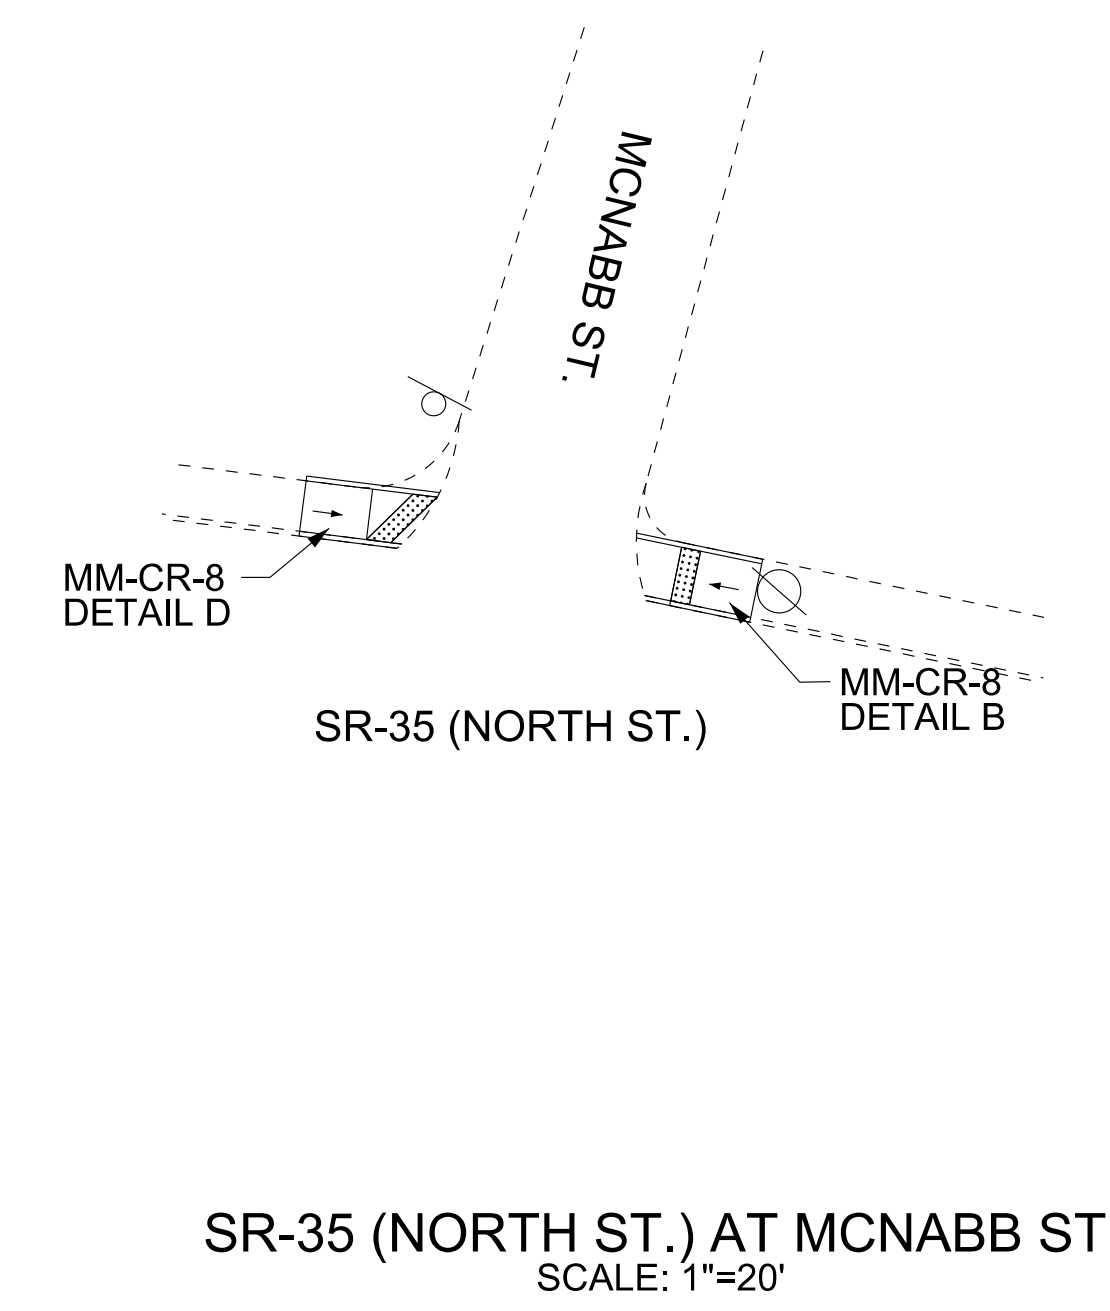 MCNABB ST.
MM-CR-8
DETAIL D
MM-CR-8
DETAIL B
SR-35 (NORTH ST.)
SR-35 (NORTH ST.) AT MCNABB ST
SCALE: 1"=20'